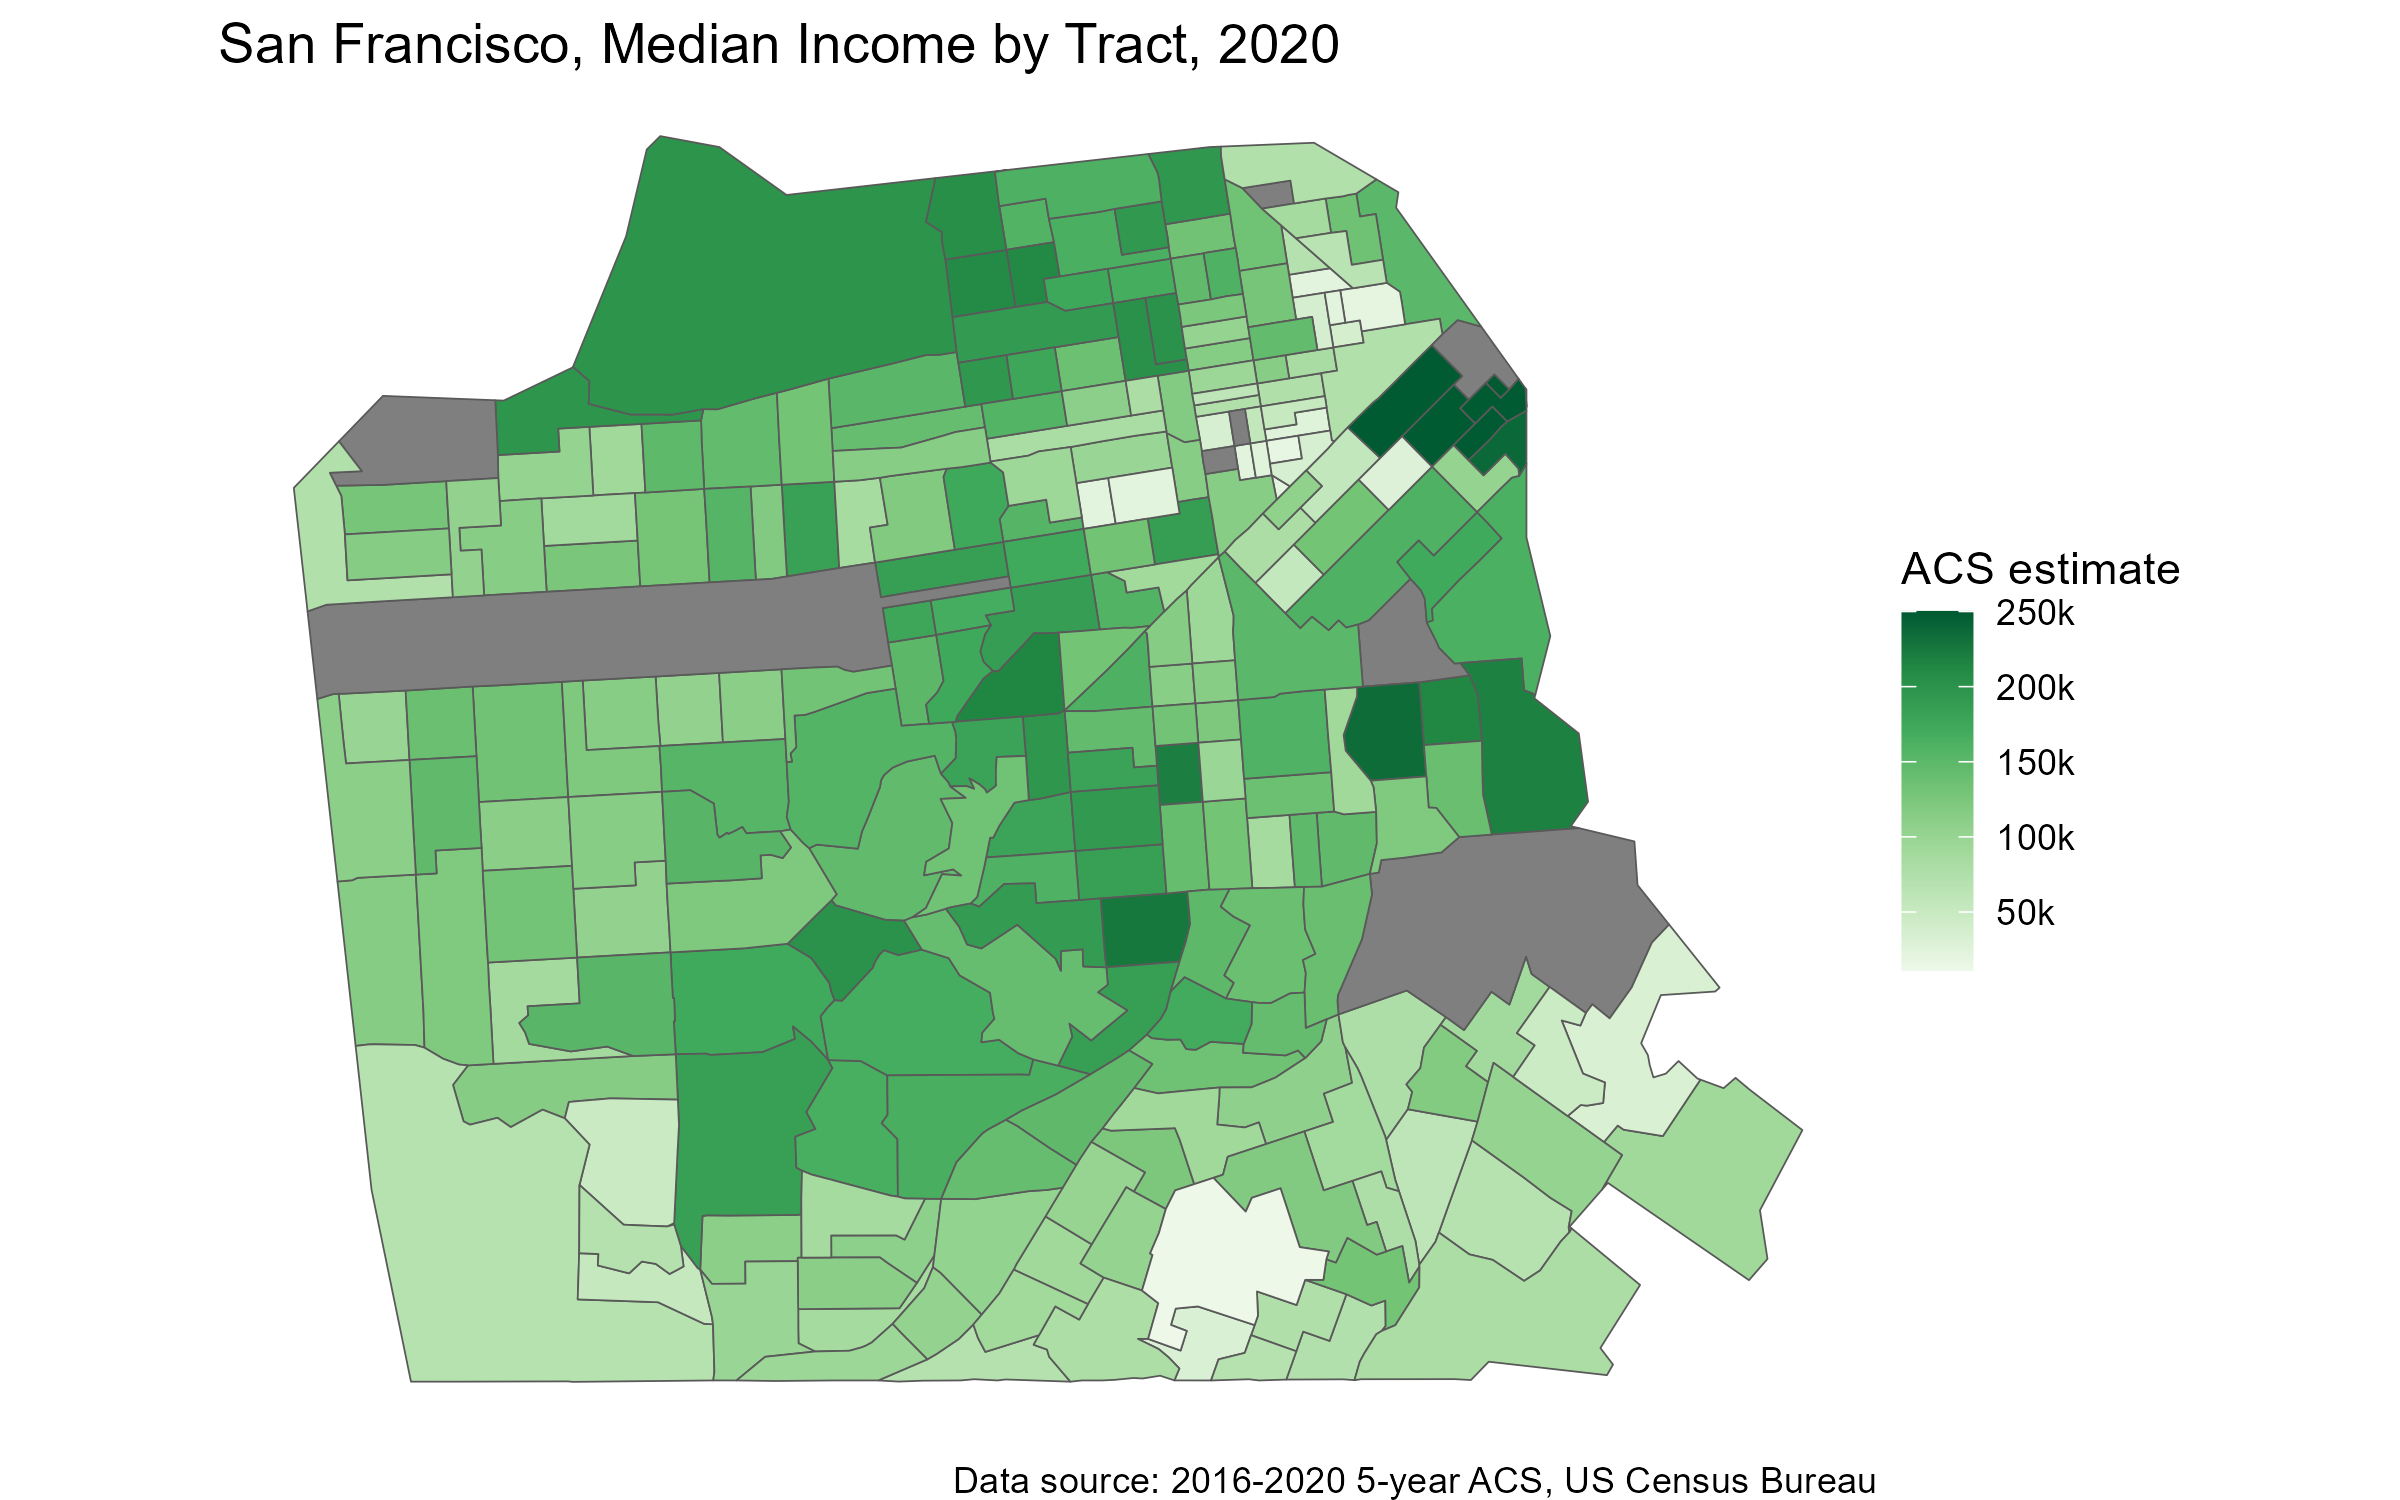 San Francisco, Median Income by Tract, 2020
ACS estimate
250k
200k
150k
100k
50k
Data source: 2016-2020 5-year ACS, US Census Bureau